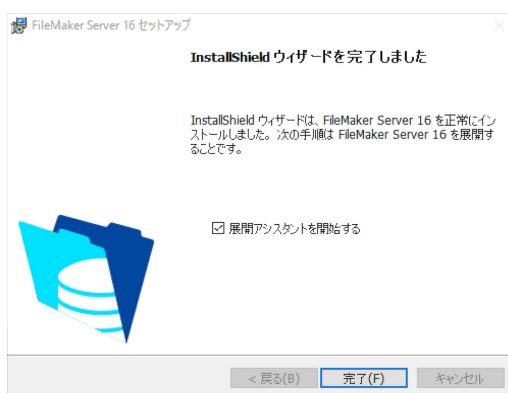 FileMaker Server 16 セットアップ
InstallShield ウィザードを完了しました
InstallShield ウィザードは、FileMaker Server 16 を正常にイン
ストールしました。次の手順は FileMaker Server 16 を展開す
ることです。
展開アシスタントを開始する
< 戻る(B) 完了(F) キャンセル